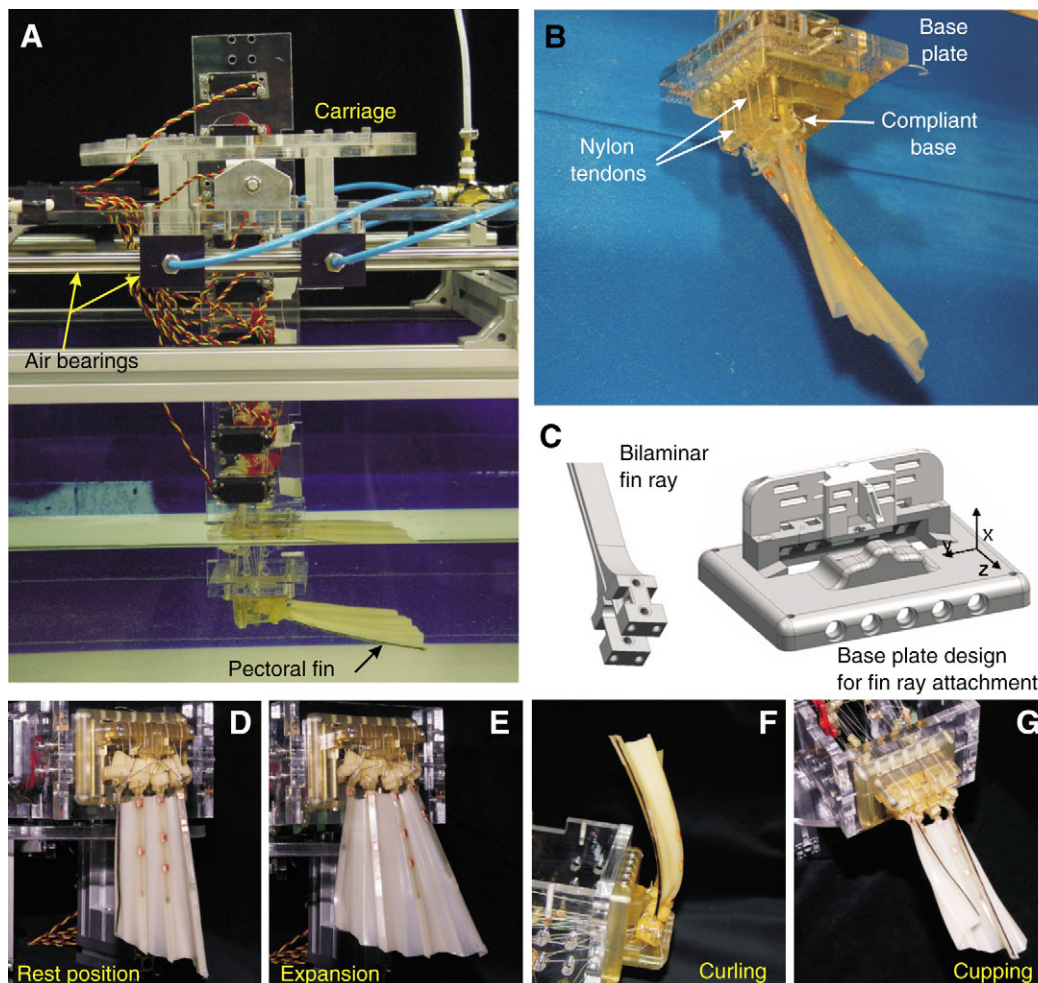 A
Carriage
Air bearings
Pectoral fin
B
Base
plate
Compliant
base
Nylon
tendons
C
Bilaminar
fin ray
X
Y
Z
Base plate design
for fin ray attachment
D
Rest position
E
Expansion
F
Curling
G
Cupping